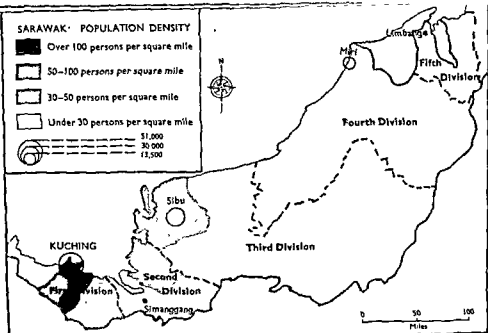 SARAWAK· POPULATION DENSITY
Over 100 persons per square mile
50-100 persons per square mile
30-50 persons per square mile
Under 30 persons per square mile
51,000
30,000
13,500
N
Limbang
Miri
Fifth
Division
Fourth Division
Sibu
Third Division
KUCHING
First Division
Second
Division
Simanggang
0
100
Miles